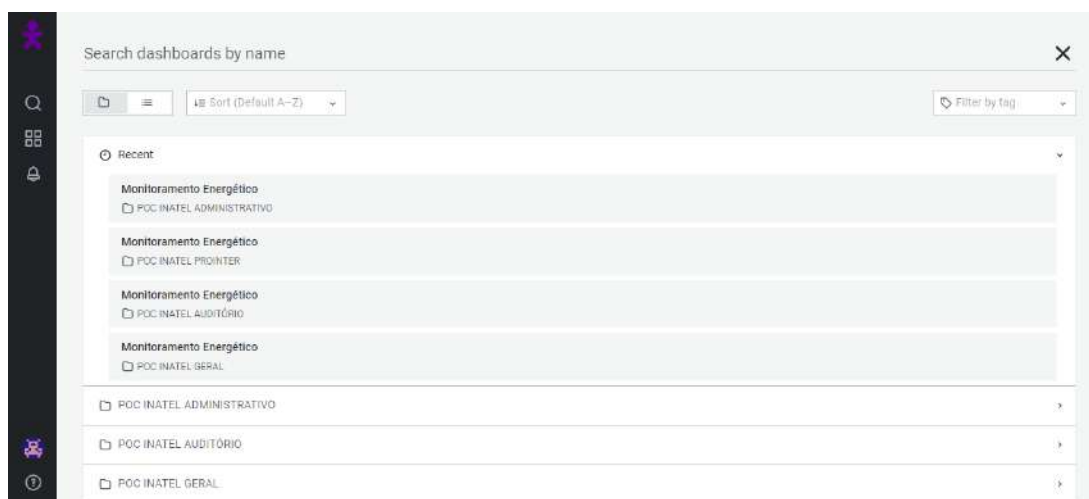 Search dashboards by name
Sort (Default A–Z)
Filter by tag
Recent
Monitoramento Energético
POC INATEL ADMINISTRATIVO
Monitoramento Energético
POC INATEL PROINTER
Monitoramento Energético
POC INATEL AUDITÓRIO
Monitoramento Energético
POC INATEL GERAL
POC INATEL ADMINISTRATIVO
POC INATEL AUDITÓRIO
POC INATEL GERAL